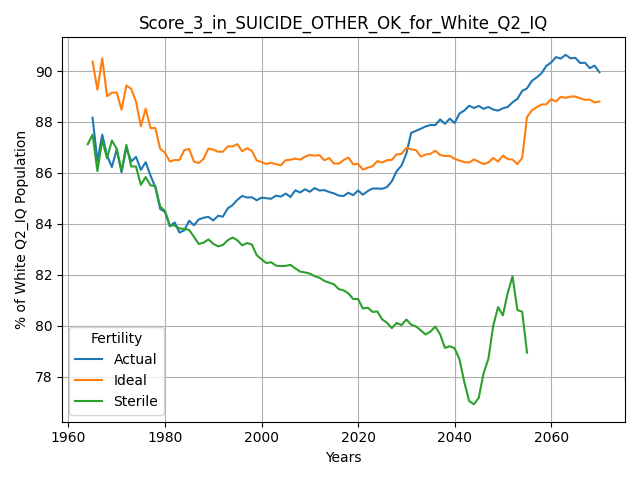 Score_3_in_SUICIDE_OTHER_OK_for_White_Q2_IQ
% of White Q2_IQ Population
90
88
86
84
82
80
78
Fertility
Actual
Ideal
Sterile
1960 1980 2000 2020 2040 2060
Years